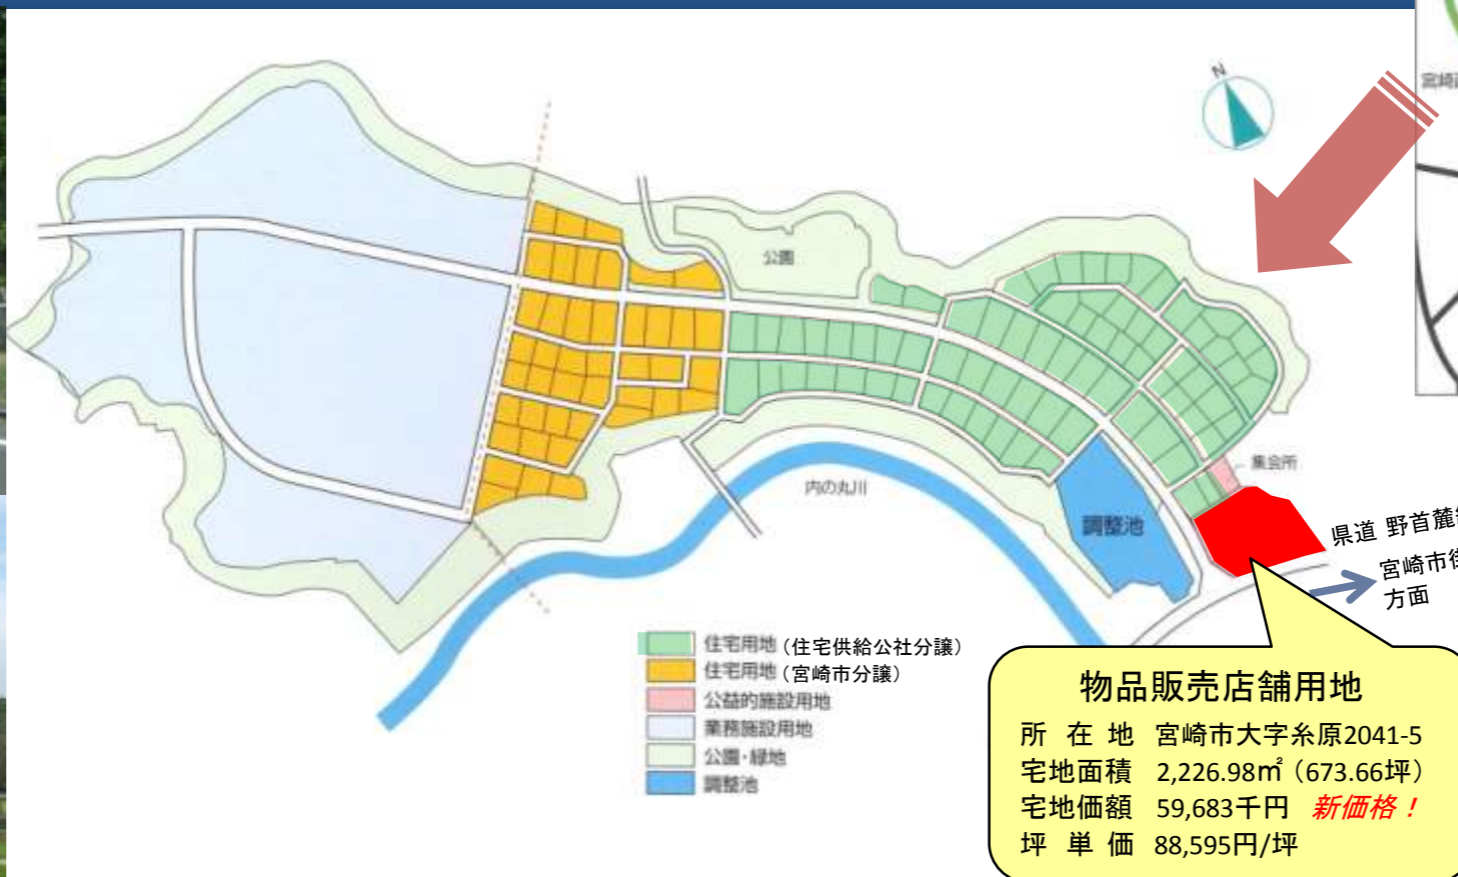 N
宮崎
公園
集会所
内の丸川
調整池
県道 野首麓
宮崎市街
方面
住宅用地（住宅供給公社分譲）
住宅用地（宮崎市分譲）
公益的施設用地
業務施設用地
公園・緑地
調整池
物品販売店舗用地
所 在 地 宮崎市大字糸原2041-5
宅地面積 2,226.98㎡（673.66坪）
宅地価額 59,683千円 新価格！
坪 単 価 88,595円/坪